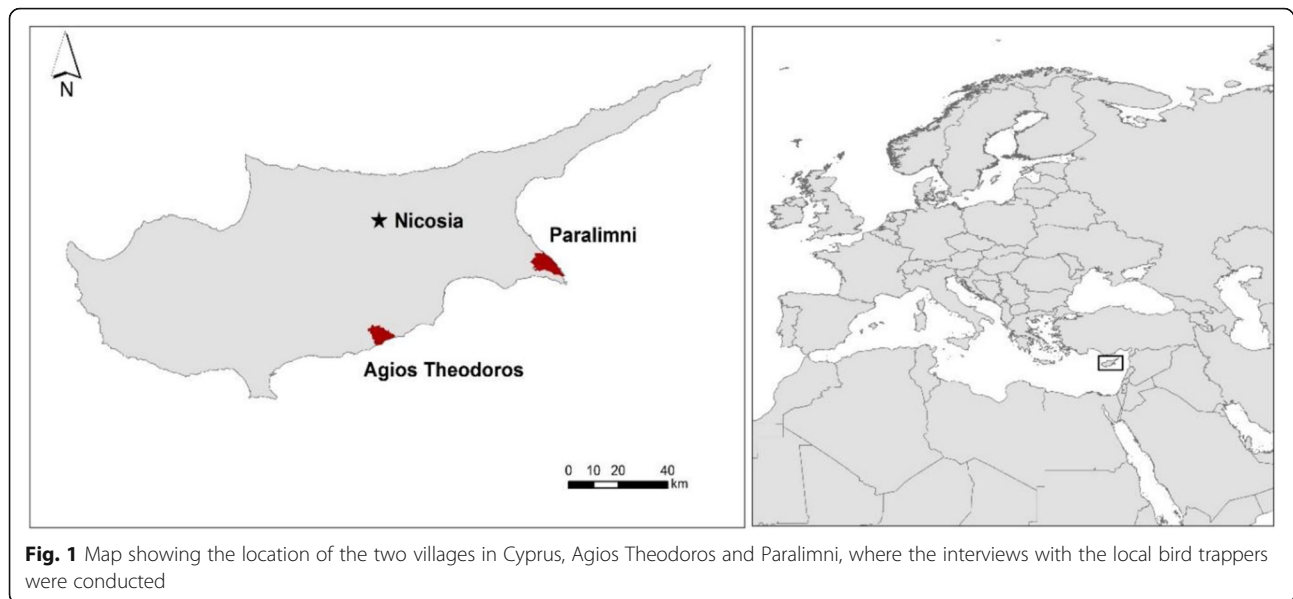 N
Nicosia
Paralimni
Agios Theodoros
0 10 20 40
km
Fig. 1 Map showing the location of the two villages in Cyprus, Agios Theodoros and Paralimni, where the interviews with the local bird trappers
were conducted